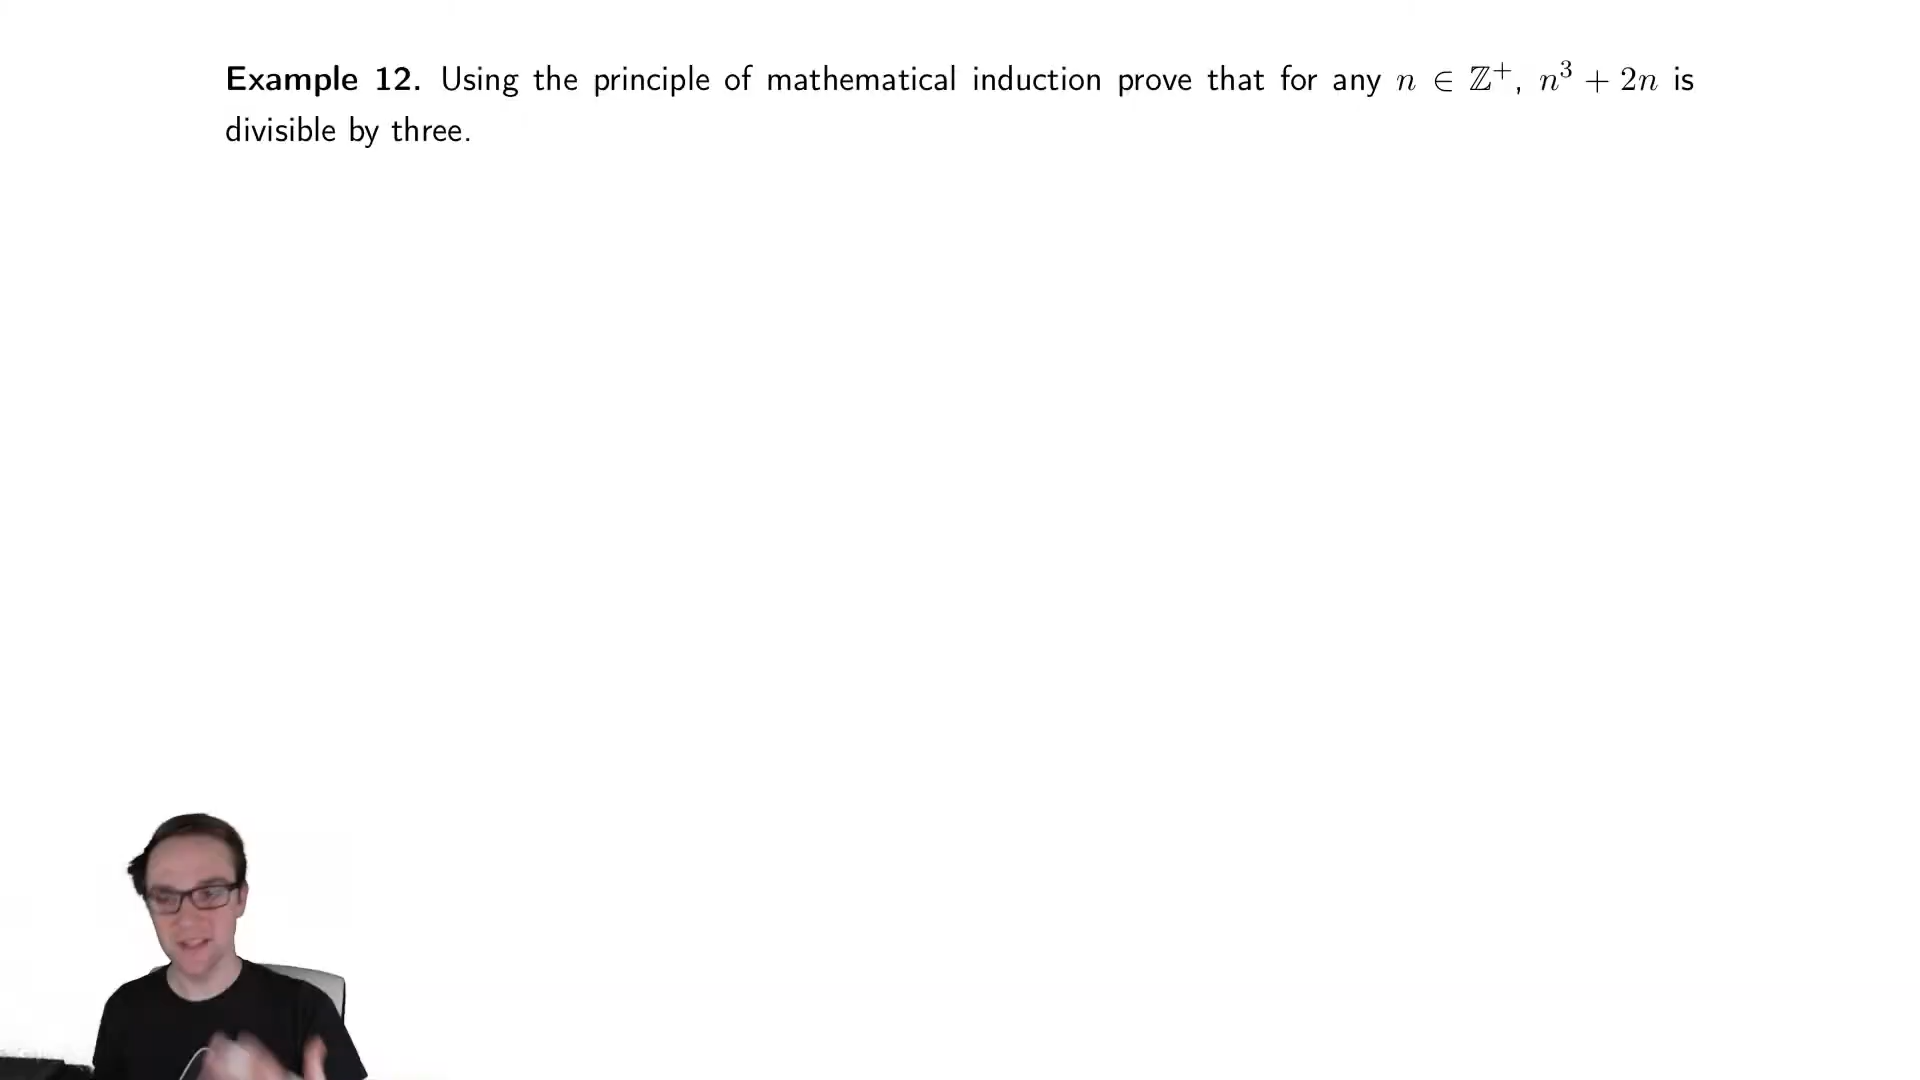 Example 12. Using the principle of mathematical induction prove that for any n ∈ ℤ⁺, n³ + 2n is
divisible by three.